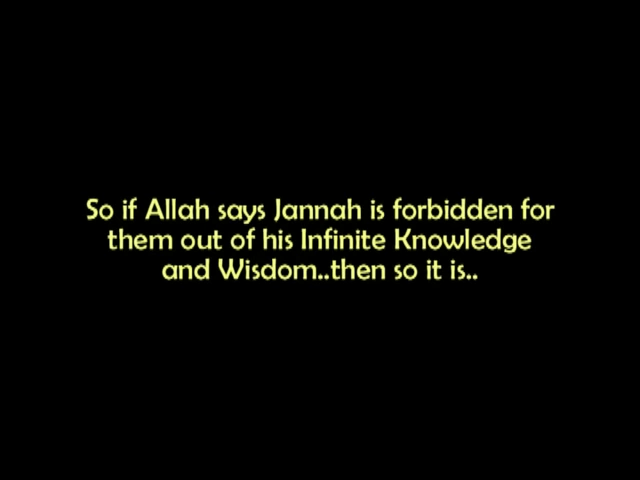 So if Allah says Jannah is forbidden for
them out of his Infinite Knowledge
and Wisdom..then so it is..